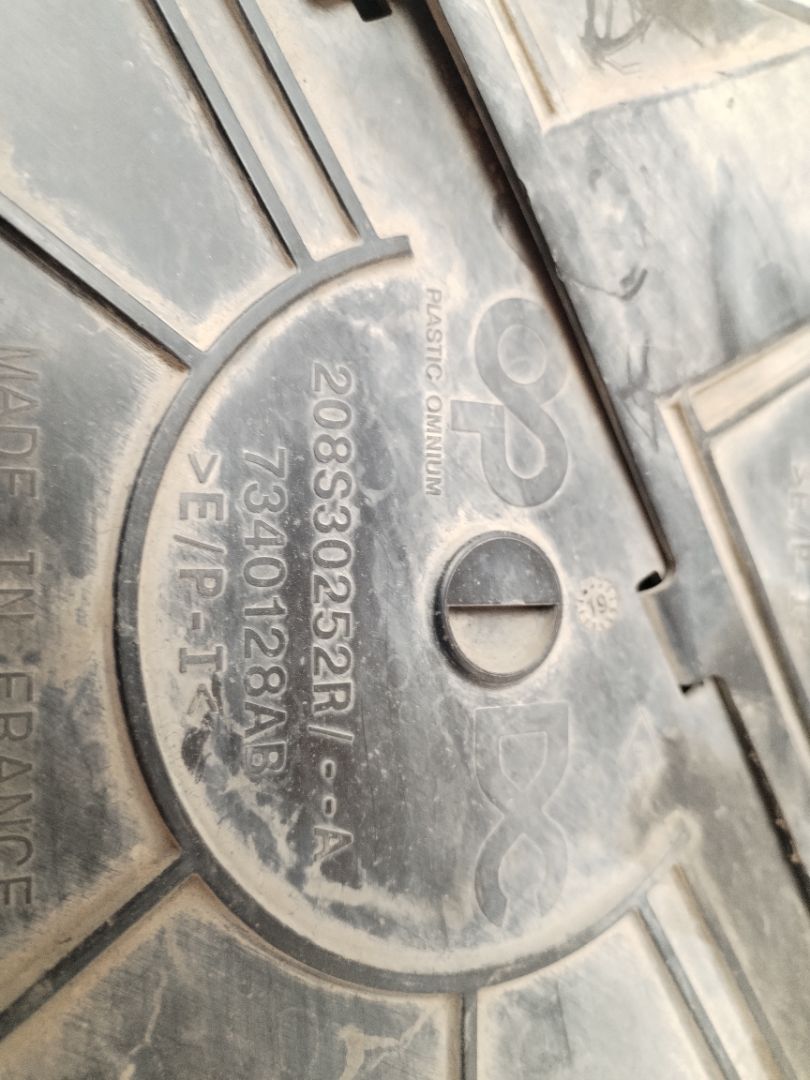 PLASTIC OMNIUM
208S30252R/--A
7340128AB
>E/P-I<
MADE IN FRANCE